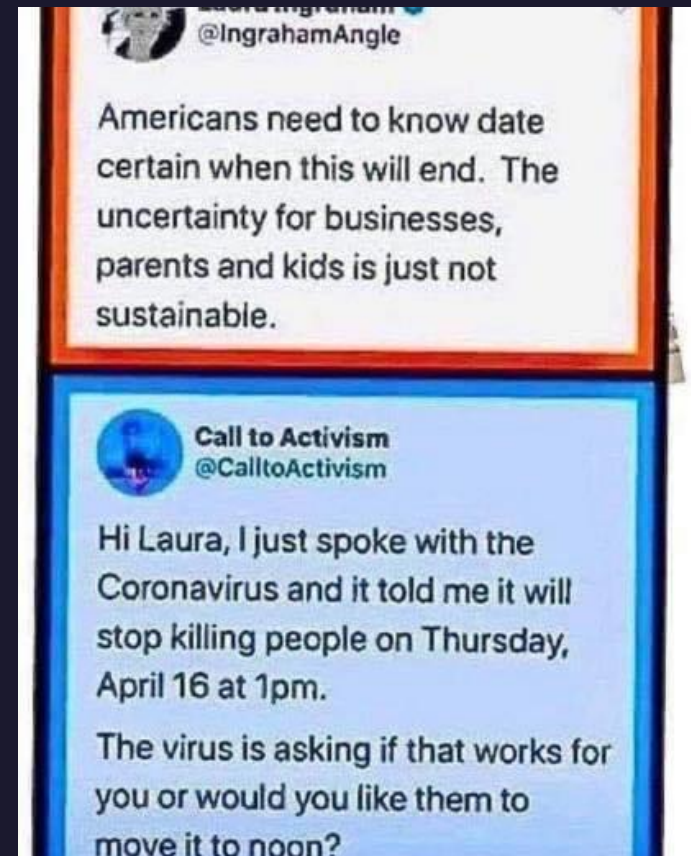 @IngrahamAngle
Americans need to know date
certain when this will end. The
uncertainty for businesses,
parents and kids is just not
sustainable.
Call to Activism
@CalltoActivism
Hi Laura, I just spoke with the
Coronavirus and it told me it will
stop killing people on Thursday,
April 16 at 1pm.
The virus is asking if that works for
you or would you like them to
move it to noon?